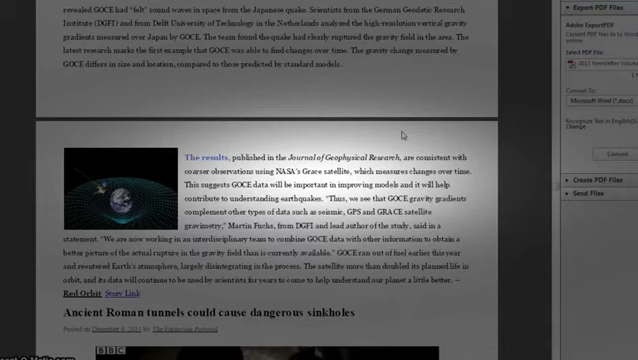 revealed GOCE had "felt" sound waves in space from the Japanese quake. Scientists from the German Geodetic Research
Institute (DGFI) and from Delft University of Technology in the Netherlands analyzed the high-resolution vertical gravity
gradients measured over Japan by GOCE. The team found the quake had clearly ruptured the gravity field in the area. The
latest research marks the first example that GOCE was able to find changes over time. The gravity change measured by
GOCE differs in size and location, compared to those predicted by standard models.
The results, published in the Journal of Geophysical Research, are consistent with
coarser observations using NASA's Grace satellite, which measures changes over time.
This suggests GOCE data will be important in improving models and it will help
contribute to understanding earthquakes. "Thus, we see that GOCE gravity gradients
complement other types of data such as seismic, GPS and GRACE satellite
gravimetry," Martin Fuchs, from DGFI and lead author of the study, said in a
statement. "We are now working in an interdisciplinary team to combine GOCE data with other information to obtain a
better picture of the actual rupture in the gravity field than is currently available." GOCE ran out of fuel earlier this year
and reentered Earth's atmosphere, largely disintegrating in the process. The satellite more than doubled its planned life in
orbit, and its data will continue to be used by scientists for years to come to help understand our planet a little better. –
Red Orbit Story Link
Ancient Roman tunnels could cause dangerous sinkholes
Posted on December 4, 2013 by The Extinction Protocol
BBC
Export PDF Files
Adobe ExportPDF
Convert PDF files to Word
Select PDF File:
2013 Newsletter Volume
Convert To:
Microsoft Word (*.docx)
Recognize Text in English(U.
Change
Convert
Create PDF Files
Send Files